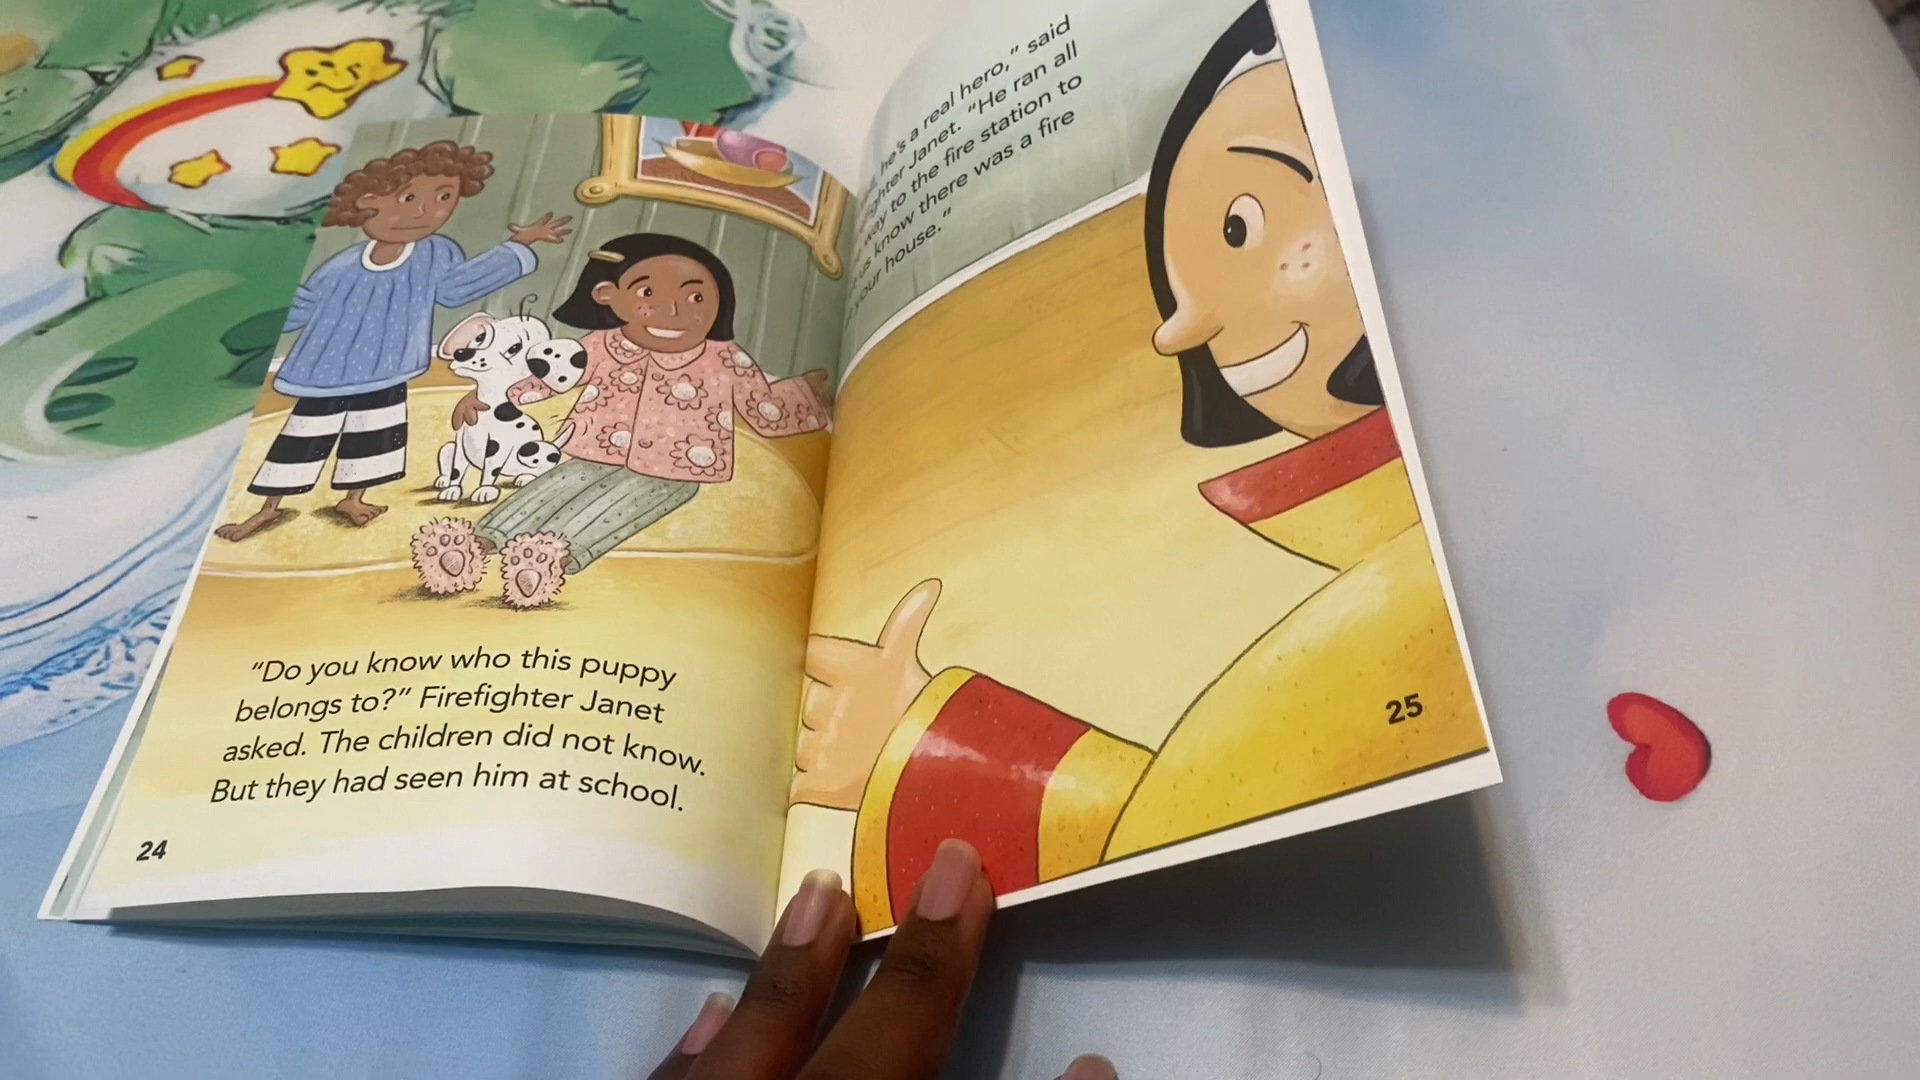 “Do you know who this puppy
belongs to?” Firefighter Janet
asked. The children did not know.
But they had seen him at school.
24
he’s a real hero,” said
Janet. “He ran all
way to the fire station to
us know there was a fire
your house.”
25